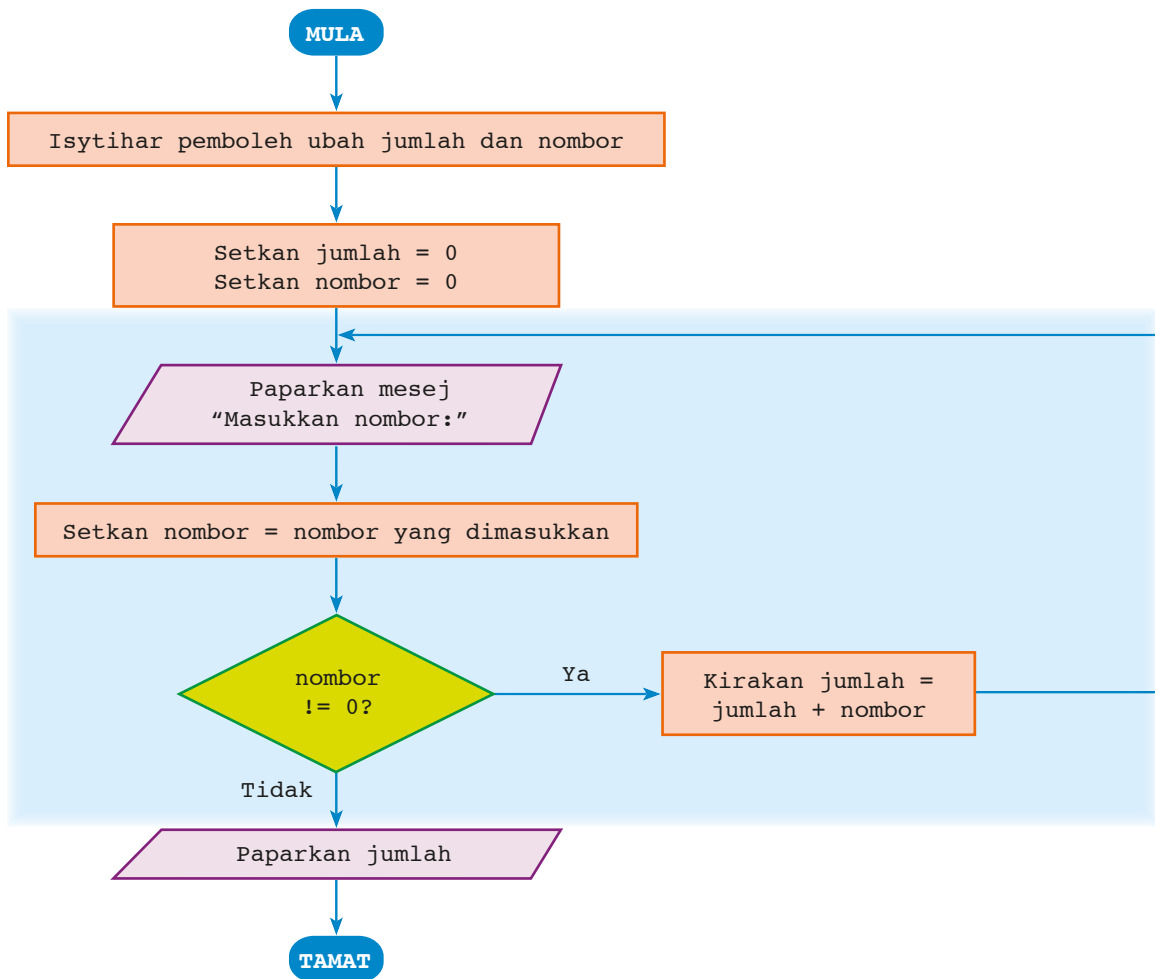 MULA
Isytihar pemboleh ubah jumlah dan nombor
Setkan jumlah = 0
Setkan nombor = 0
Paparkan mesej
“Masukkan nombor:”
Setkan nombor = nombor yang dimasukkan
nombor
!= 0?
Ya
Kirakan jumlah =
jumlah + nombor
Tidak
Paparkan jumlah
TAMAT